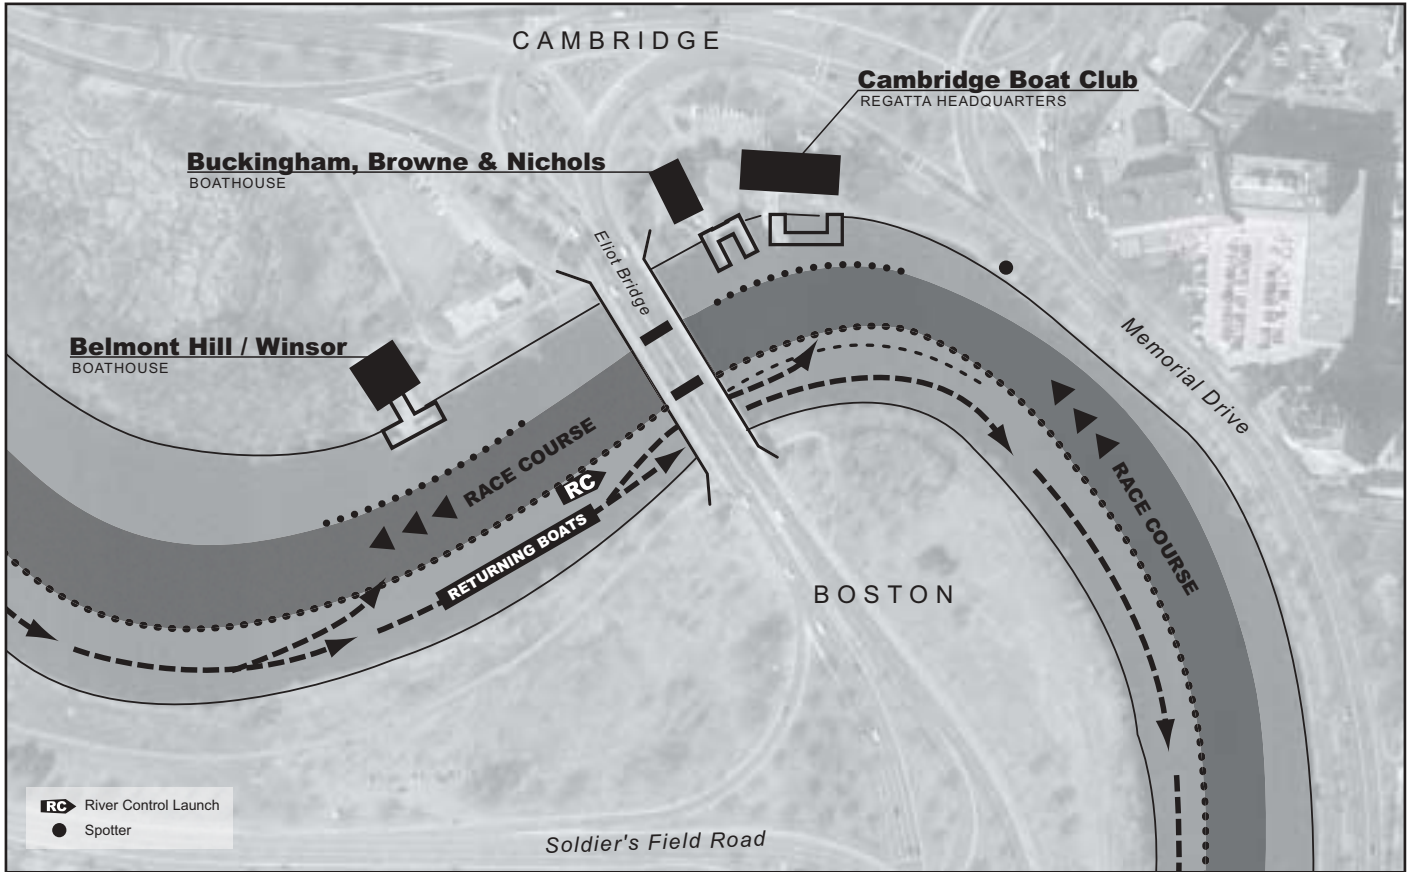 CAMBRIDGE
Cambridge Boat Club
REGATTA HEADQUARTERS
Buckingham, Browne & Nichols
BOATHOUSE
Eliot Bridge
Belmont Hill / Winsor
BOATHOUSE
Memorial Drive
RACE COURSE
RACE COURSE
RC
RETURNING BOATS
BOSTON
RC River Control Launch
Spotter
Soldier's Field Road